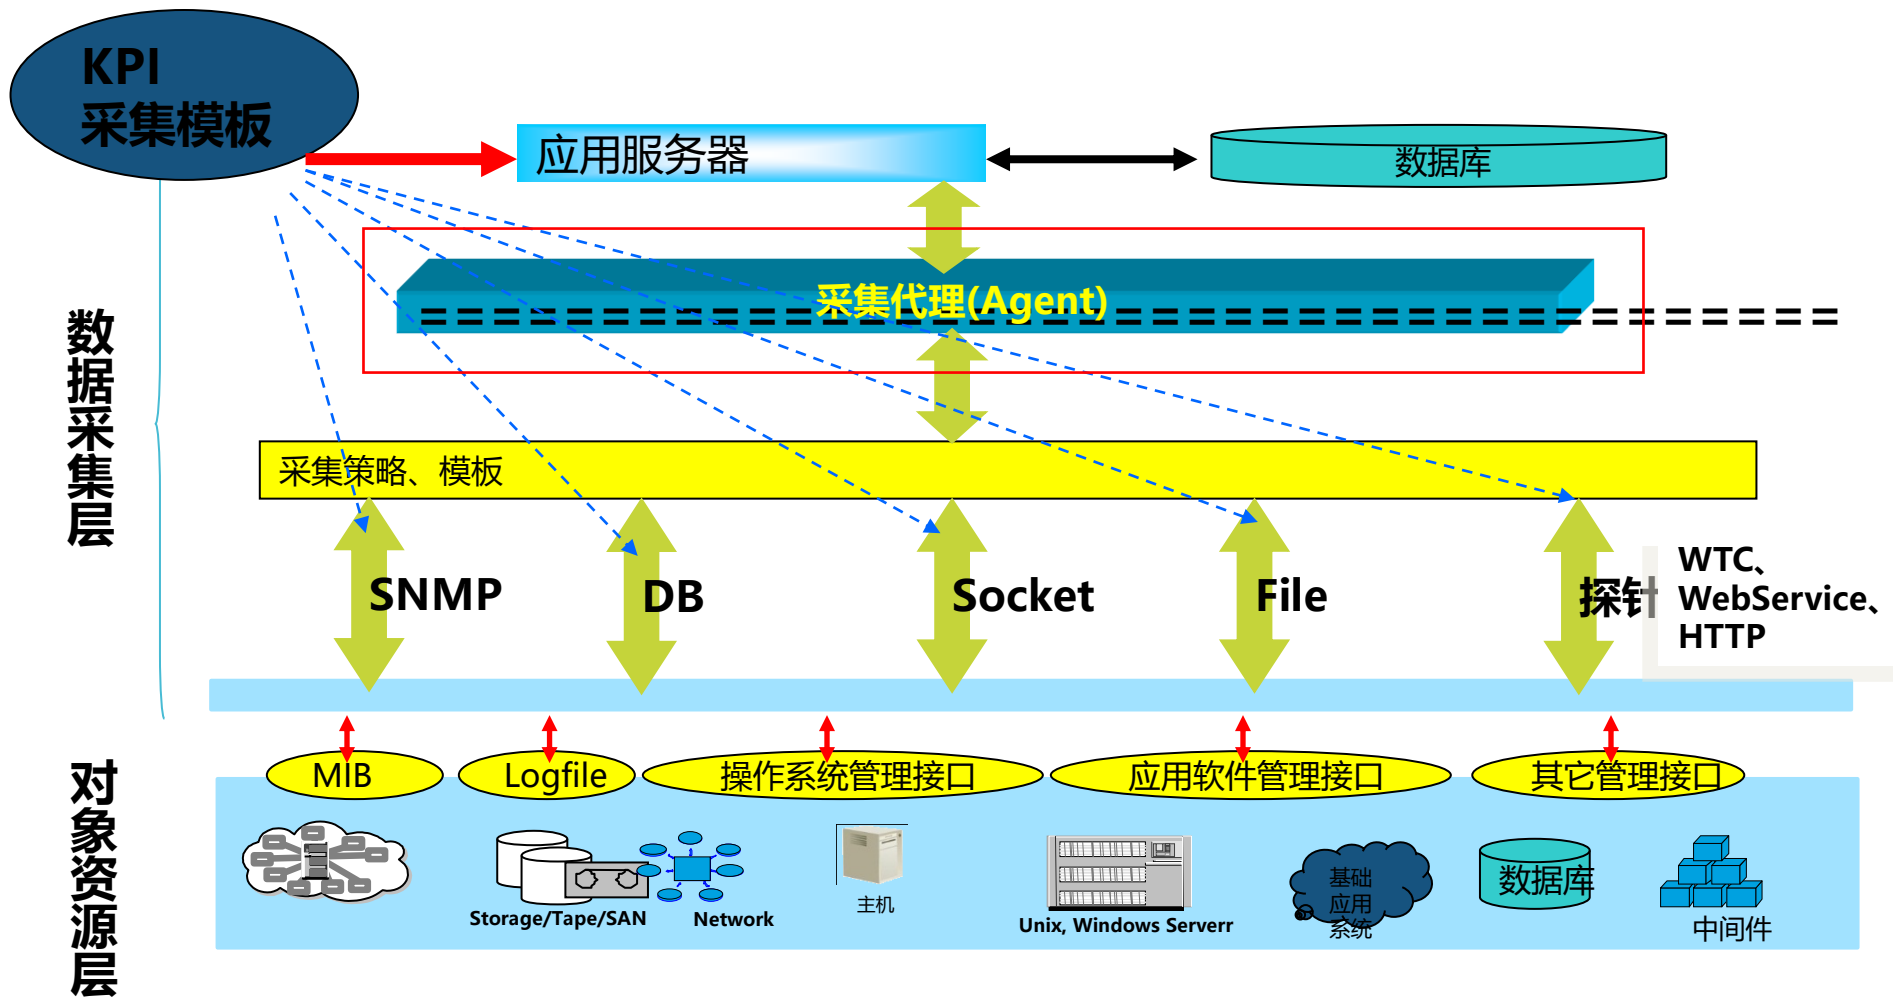 KPI
采集模板
应用服务器
数据库
采集代理(Agent)
数据采集层
采集策略、模板
SNMP
DB
Socket
File
探针
WTC、
WebService、
HTTP
对象资源层
MIB
Logfile
操作系统管理接口
应用软件管理接口
其它管理接口
Storage/Tape/SAN
Network
主机
Unix, Windows Serverr
基础
应用
系统
数据库
中间件